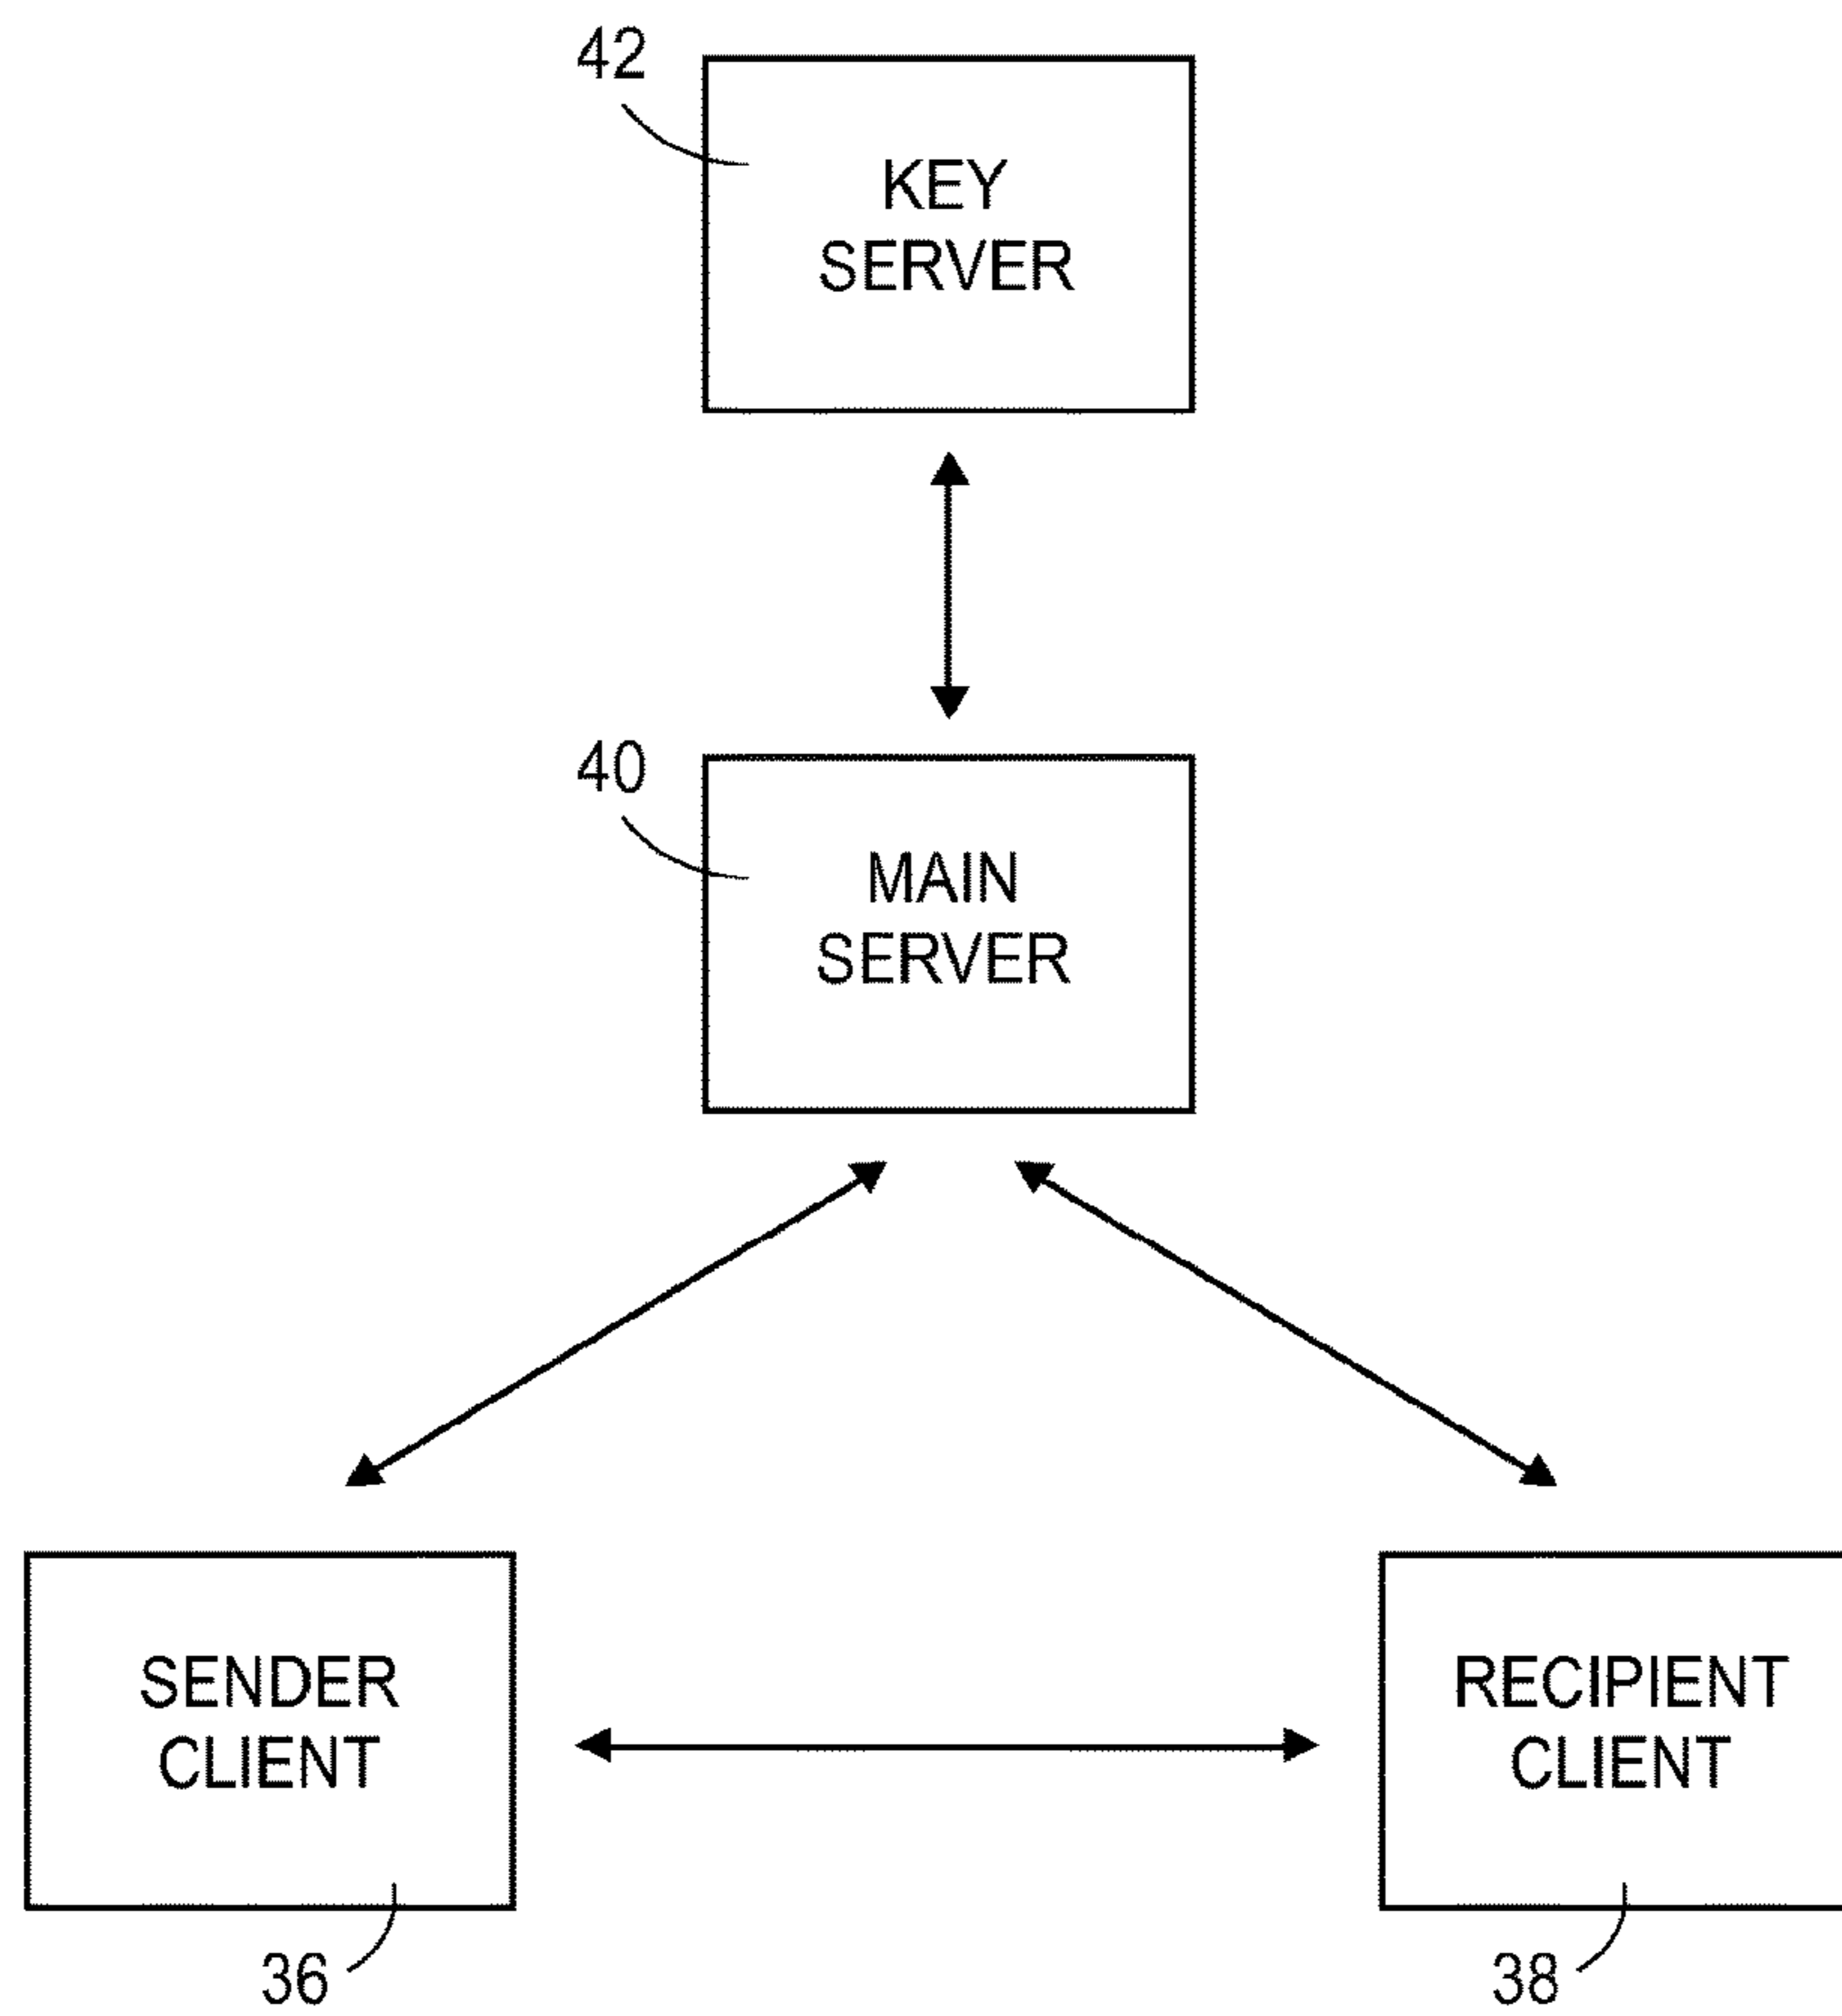 42
KEY
SERVER
40
MAIN
SERVER
SENDER
CLIENT
RECIPIENT
CLIENT
36
38